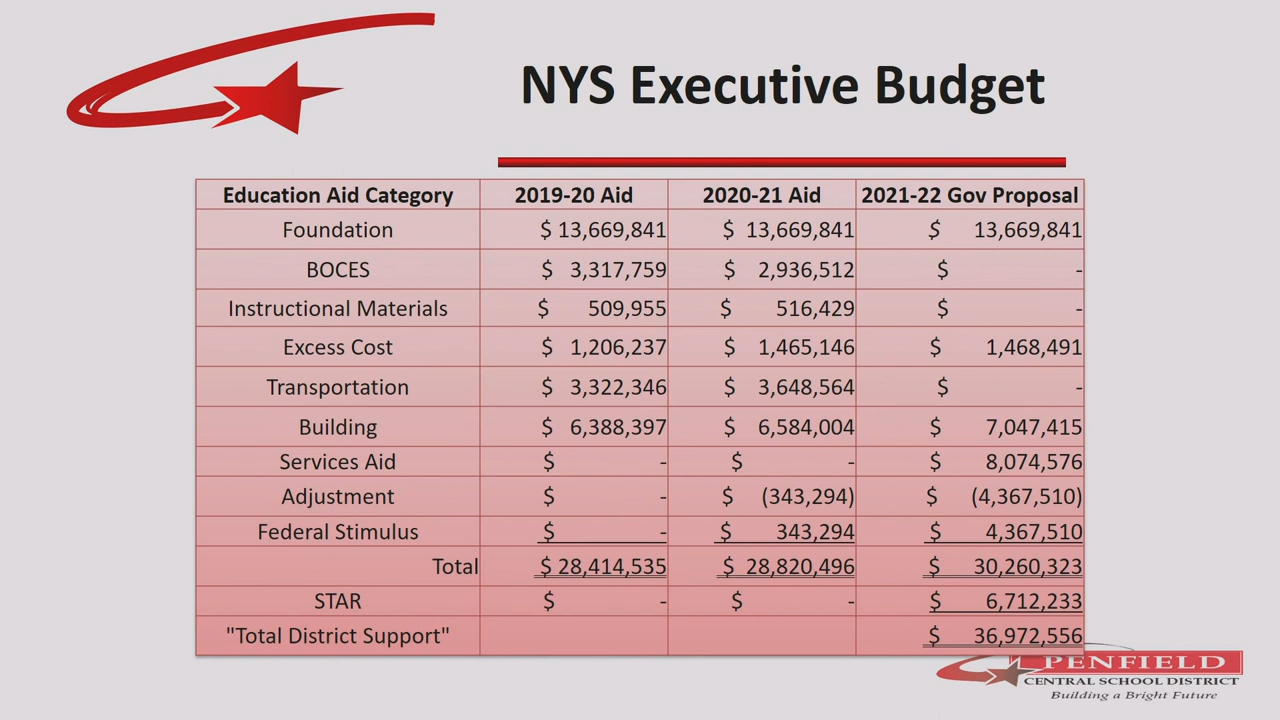 NYS Executive Budget
Education Aid Category 2019-20 Aid 2020-21 Aid 2021-22 Gov Proposal
Foundation $ 13,669,841 $ 13,669,841 $ 13,669,841
BOCES $ 3,317,759 $ 2,936,512 $ -
Instructional Materials $ 509,955 $ 516,429 $ -
Excess Cost $ 1,206,237 $ 1,465,146 $ 1,468,491
Transportation $ 3,322,346 $ 3,648,564 $ -
Building $ 6,388,397 $ 6,584,004 $ 7,047,415
Services Aid $ - $ - $ 8,074,576
Adjustment $ - $ (343,294) $ (4,367,510)
Federal Stimulus $ - $ 343,294 $ 4,367,510
Total $ 28,414,535 $ 28,820,496 $ 30,260,323
STAR $ - $ - $ 6,712,233
"Total District Support" $ 36,972,556
PENFIELD
CENTRAL SCHOOL DISTRICT
Building a Bright Future